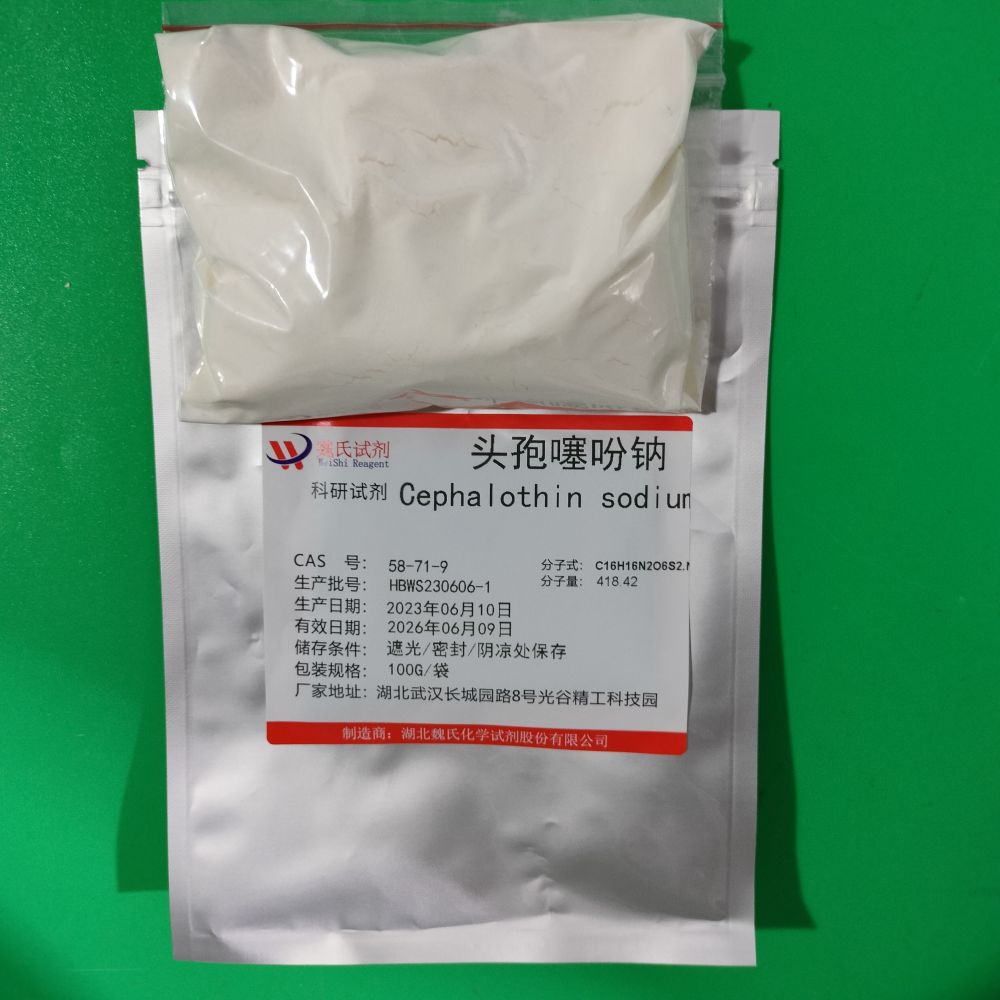 魏氏试剂
WeiShi Reagent
头孢噻吩钠
科研试剂 Cephalothin sodium
CAS 号： 58-71-9
分子式： C16H16N2O6S2.N
生产批号： HBWS230606-1
分子量： 418.42
生产日期： 2023年06月10日
有效日期： 2026年06月09日
储存条件： 遮光/密封/阴凉处保存
包装规格： 100G/袋
厂家地址： 湖北武汉长城园路8号光谷精工科技园
制造商：湖北魏氏化学试剂股份有限公司